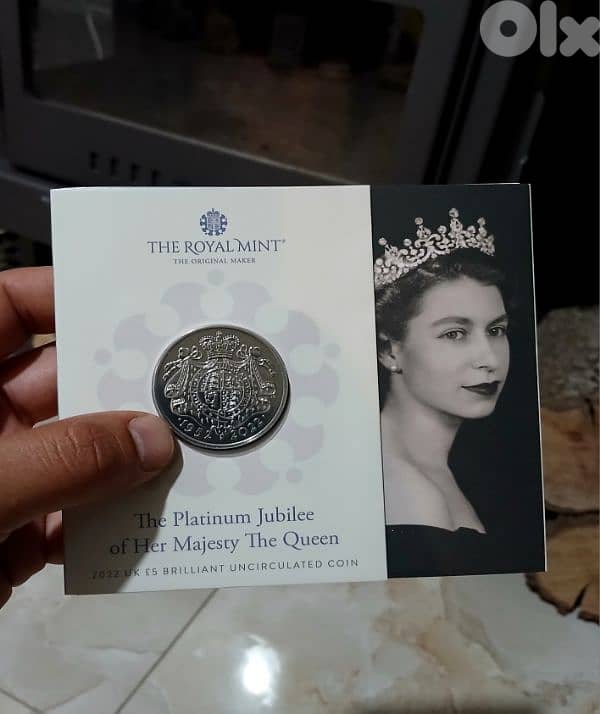 Olx
THE ROYAL MINT®
THE ORIGINAL MAKER
1952 2022
The Platinum Jubilee
of Her Majesty The Queen
2022 UK £5 BRILLIANT UNCIRCULATED COIN